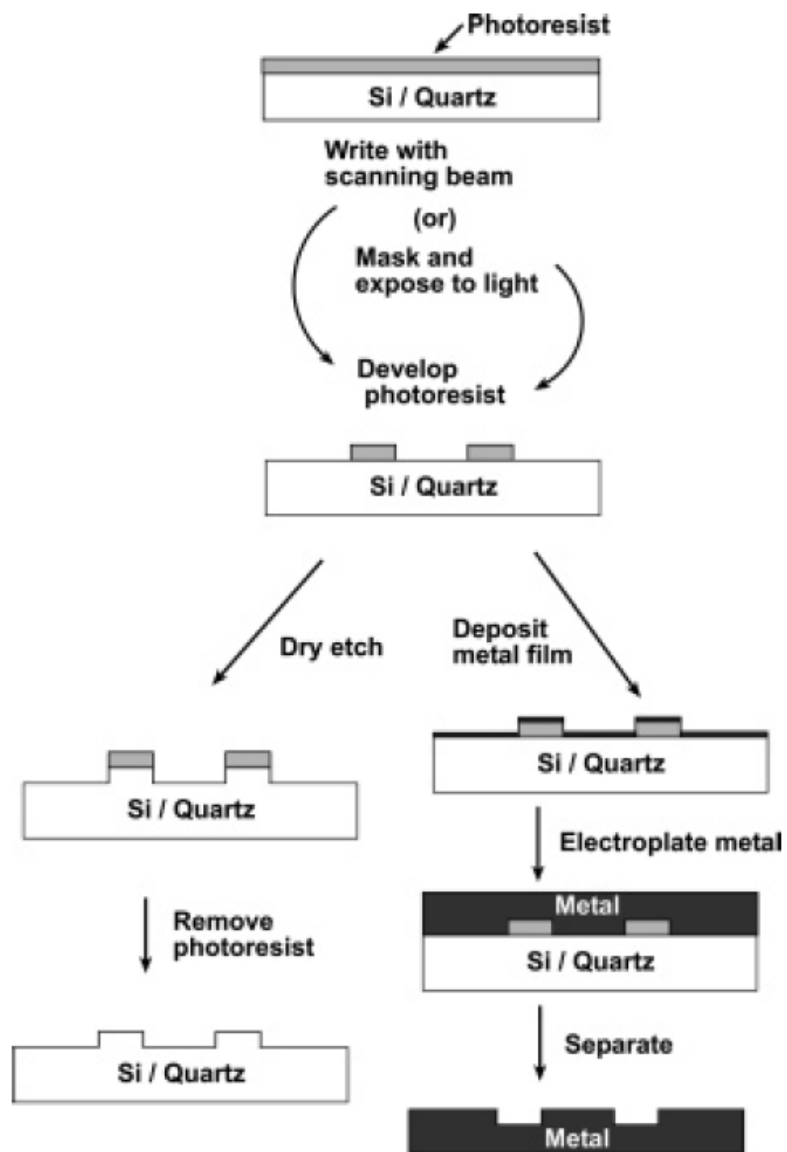 Photoresist
Si / Quartz
Write with
scanning beam
(or)
Mask and
expose to light
Develop
photoresist
Si / Quartz
Dry etch
Deposit
metal film
Si / Quartz
Si / Quartz
Electroplate metal
Metal
Si / Quartz
Remove
photoresist
Separate
Si / Quartz
Metal